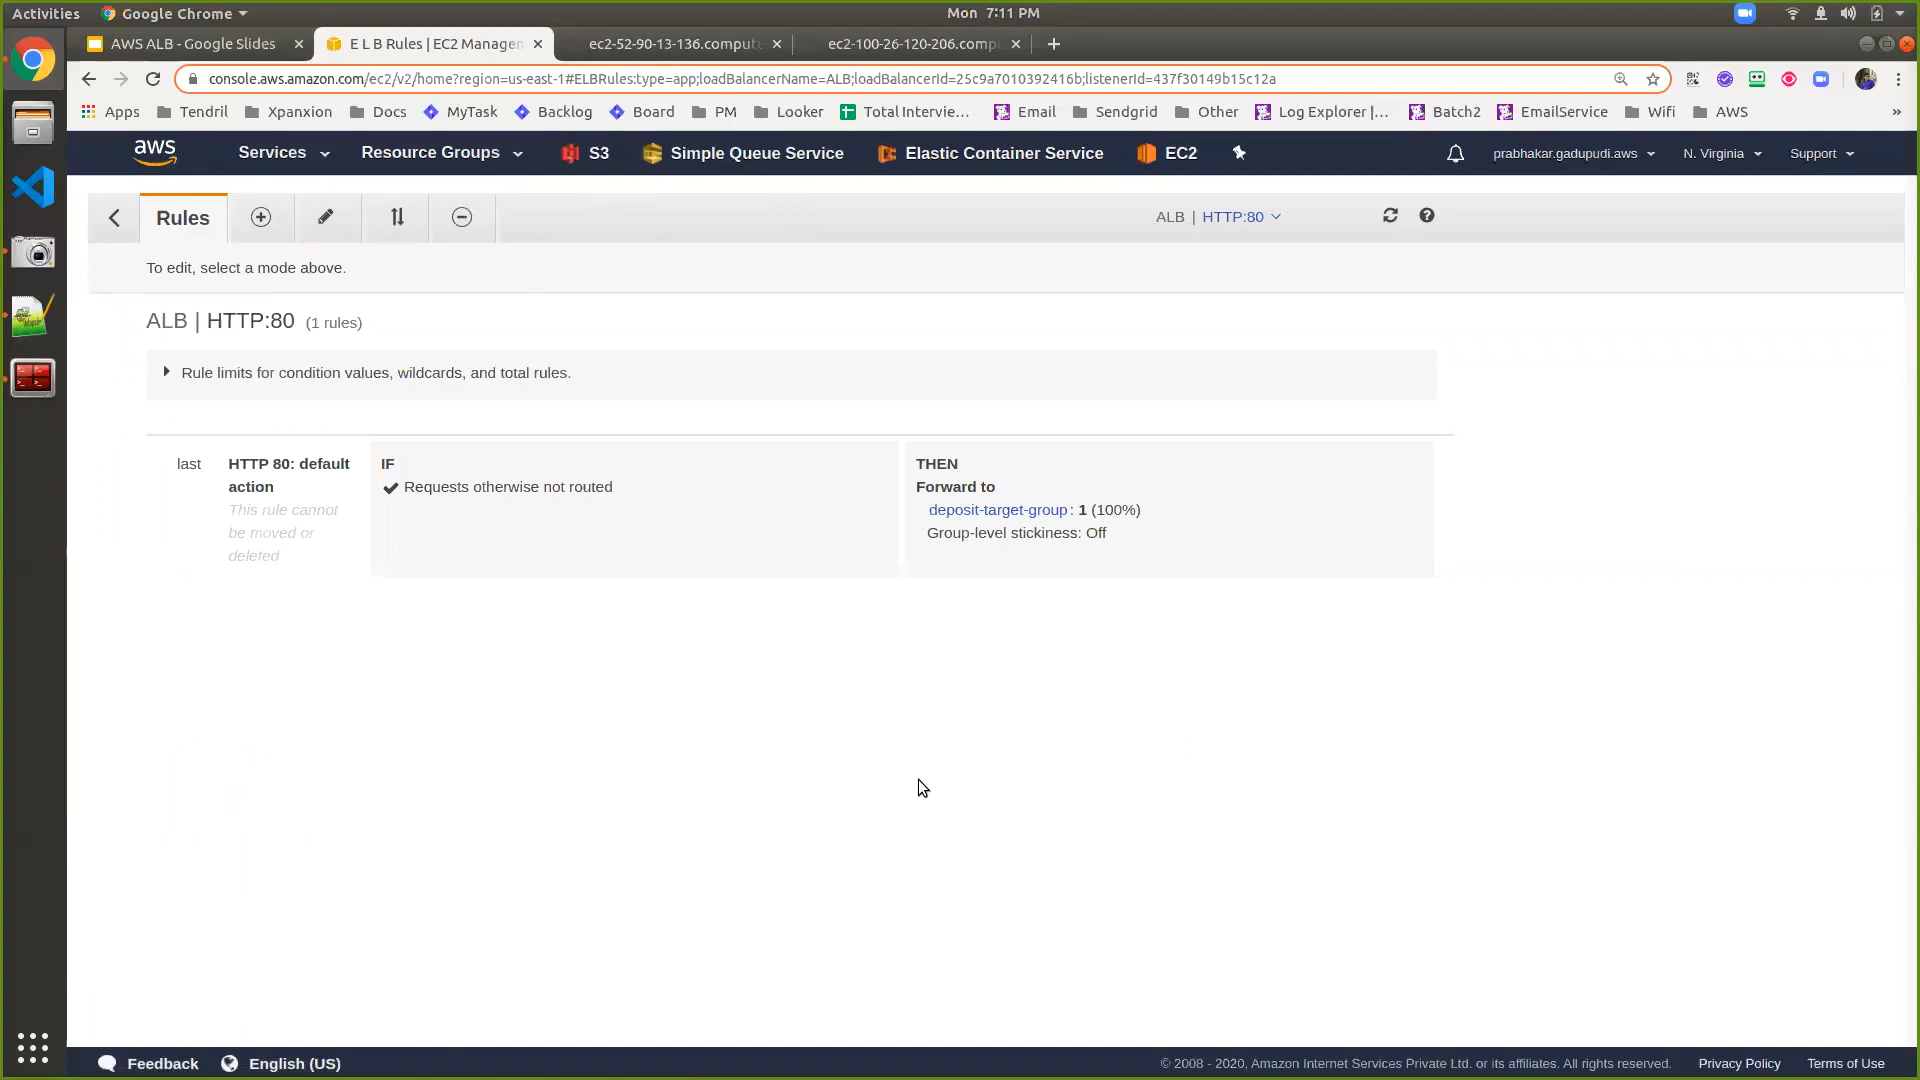 Activities Google Chrome Mon 7:11 PM
AWS ALB - Google Slides E L B Rules | EC2 Managen ec2-52-90-13-136.comput ec2-100-26-120-206.comp
console.aws.amazon.com/ec2/v2/home?region=us-east-1#ELBRules:type=app;loadBalancerName=ALB;loadBalancerId=25c9a7010392416b;listenerId=437f30149b15c12a
Apps Tendril Xpanxion Docs MyTask Backlog Board PM Looker Total Intervie... Email Sendgrid Other Log Explorer |... Batch2 EmailService Wifi AWS »
aws Services Resource Groups S3 Simple Queue Service Elastic Container Service EC2 prabhakar.gadupudi.aws N. Virginia Support
Rules ALB | HTTP:80
To edit, select a mode above.
ALB | HTTP:80 (1 rules)
Rule limits for condition values, wildcards, and total rules.
last HTTP 80: default IF THEN
action Requests otherwise not routed Forward to
This rule cannot deposit-target-group: 1 (100%)
be moved or Group-level stickiness: Off
deleted
Feedback English (US) © 2008 - 2020, Amazon Internet Services Private Ltd. or its affiliates. All rights reserved. Privacy Policy Terms of Use